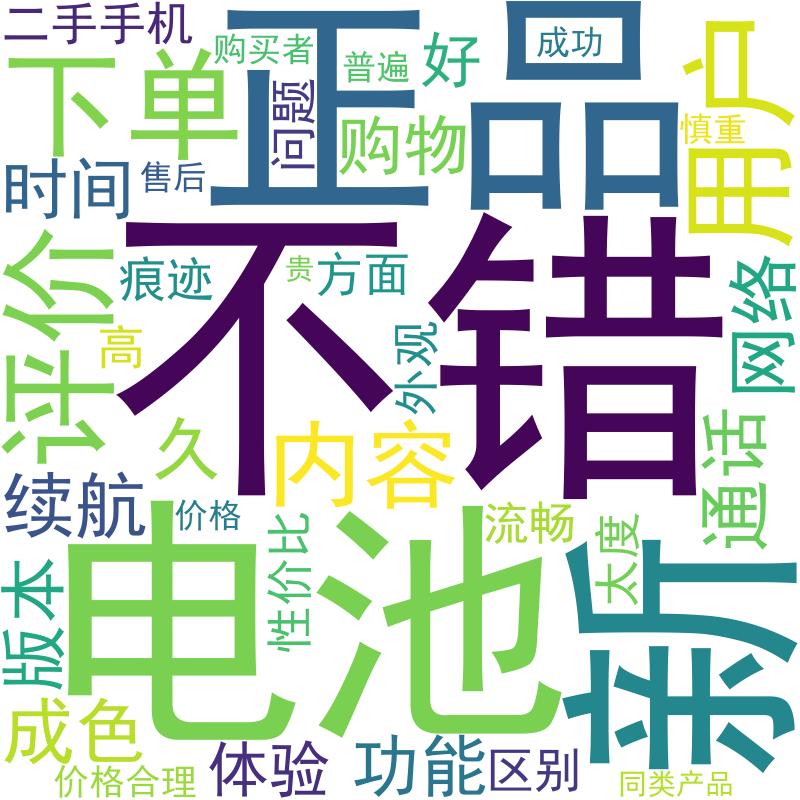 二手手机
购买者
正品
成功
普遍
好
下单
问题
购物
用户
慎重
时间
售后
不错
痕迹
贵
方面
网络
评价
高
外观
久
内容
通话
续航
价格
性价比
流畅
态度
电池
新
版本
成色
体验
功能
区别
价格合理
同类产品